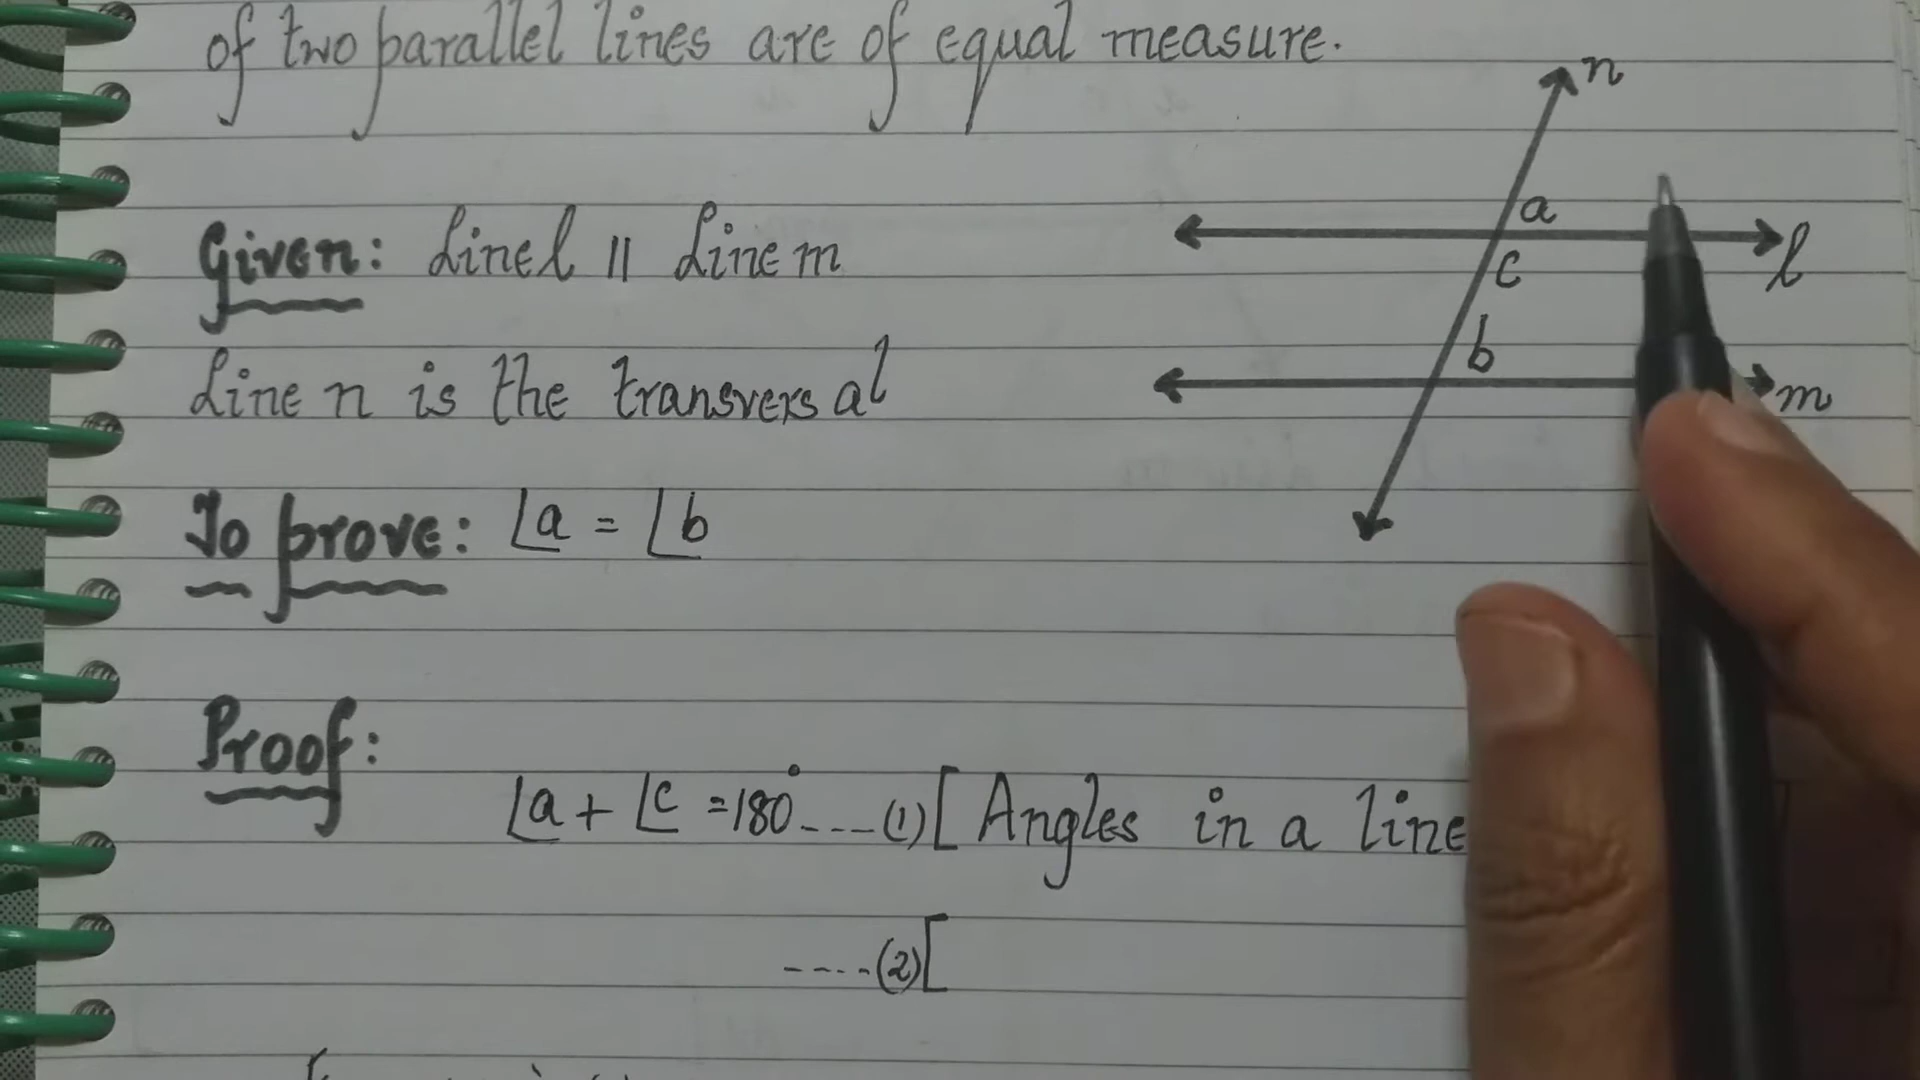 of two parallel lines are of equal measure.
Given: Line l || Line m
Line n is the transversal
To prove: ∠a = ∠b
Proof:
∠a + ∠c = 180° ---- (1) [ Angles in a line
----- (2) [
n
a
l
c
b
m